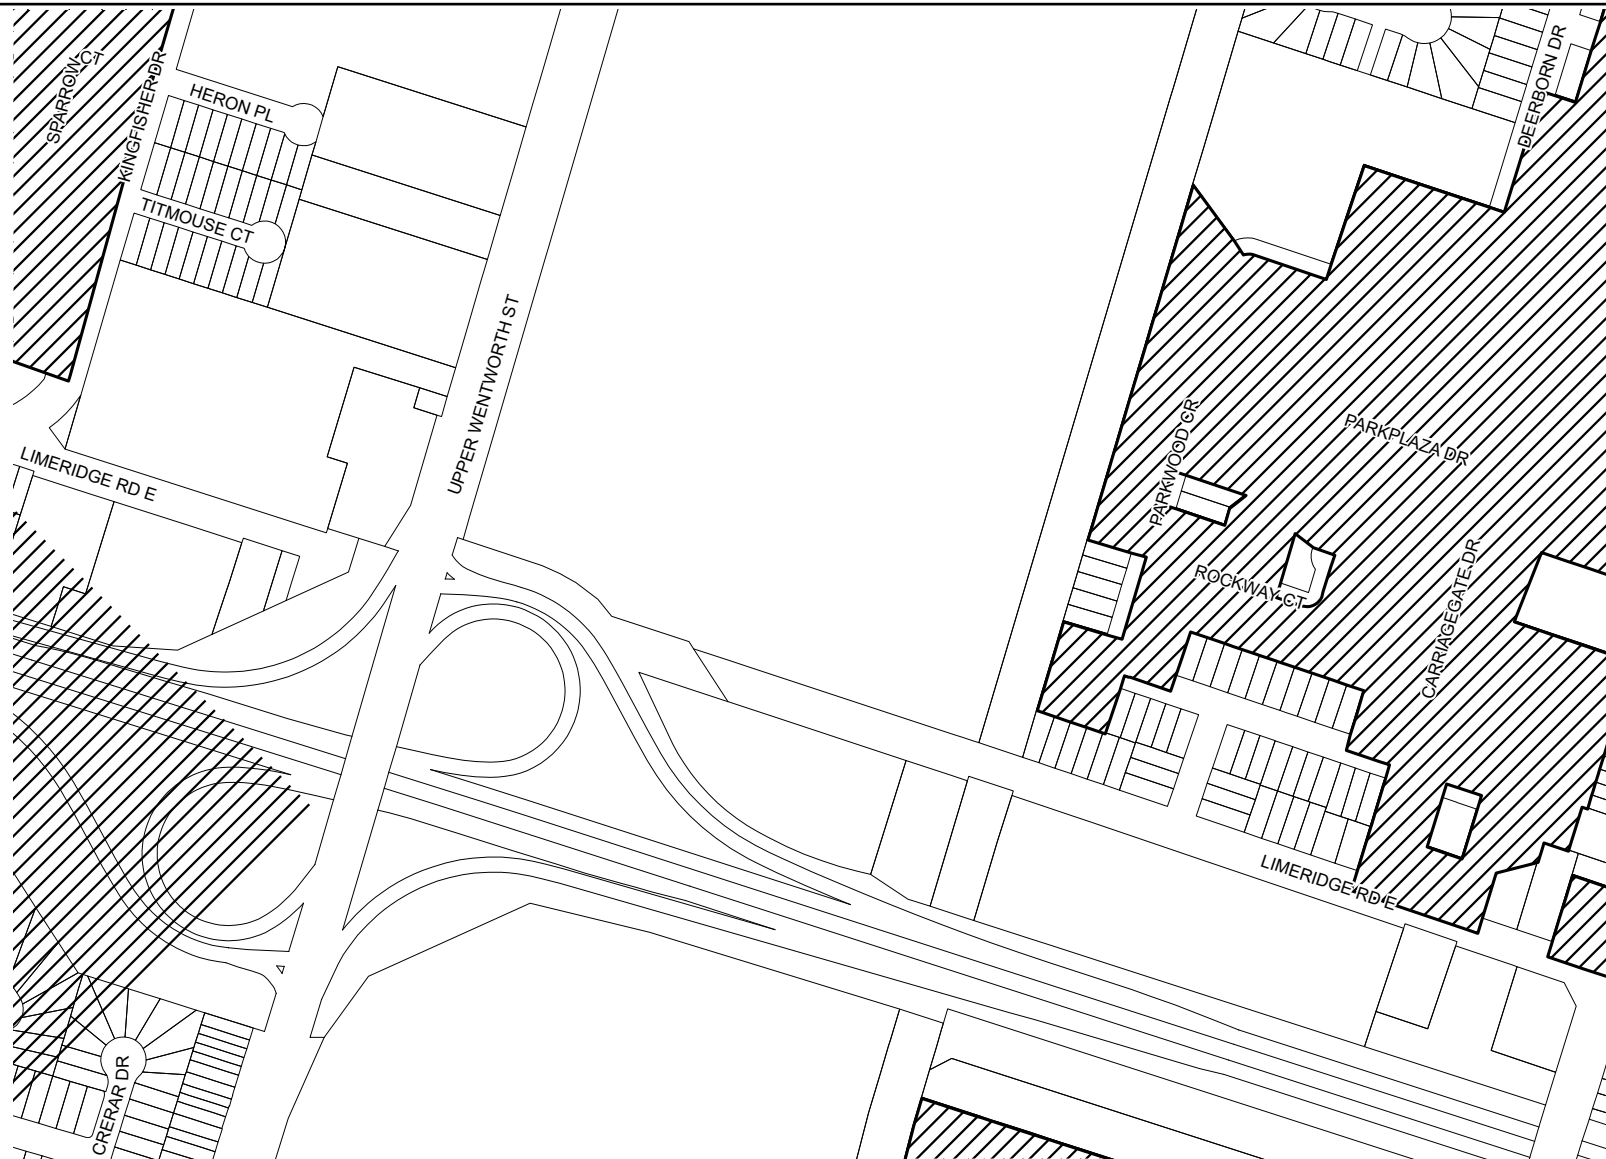 SPARROW CT
KINGFISHER DR
HERON PL
TITMOUSE CT
DEERBORN DR
UPPER WENTWORTH ST
LIMERIDGE RD E
PARKWOOD CR
PARKPLAZA DR
ROCKWAY CT
CARRIAGEGATE DR
LIMERIDGE RD E
CRERAR DR